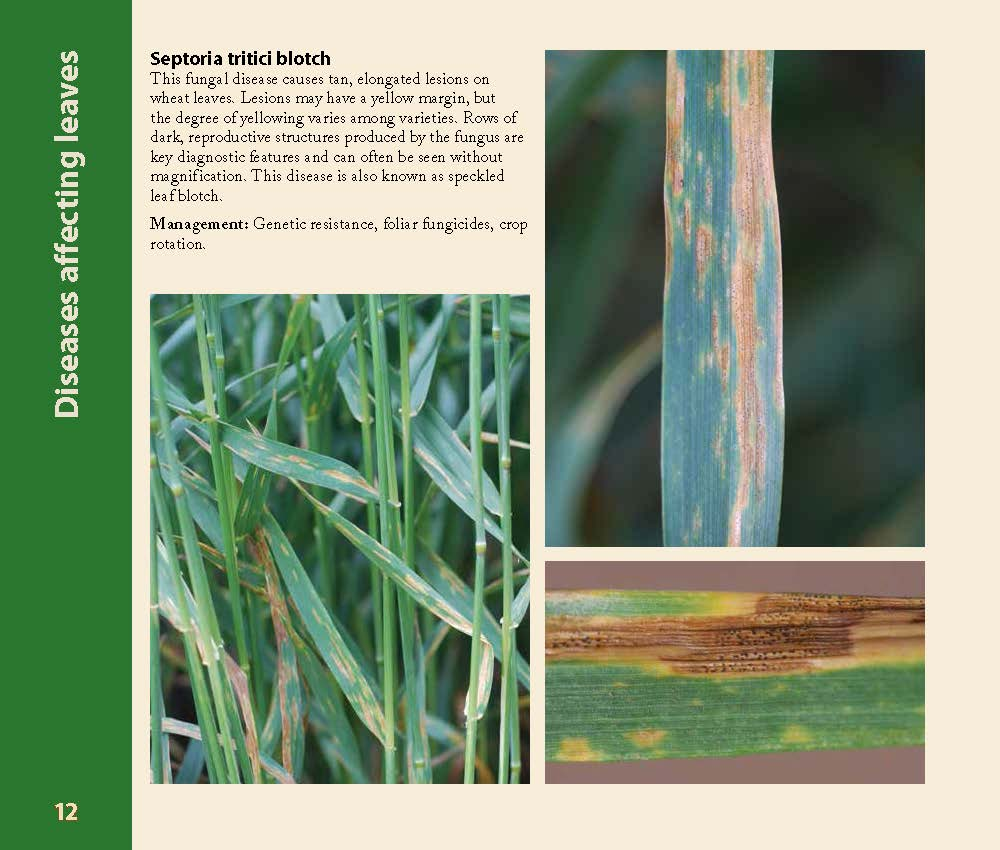 Diseases affecting leaves
Septoria tritici blotch
This fungal disease causes tan, elongated lesions on
wheat leaves. Lesions may have a yellow margin, but
the degree of yellowing varies among varieties. Rows of
dark, reproductive structures produced by the fungus are
key diagnostic features and can often be seen without
magnification. This disease is also known as speckled
leaf blotch.
Management: Genetic resistance, foliar fungicides, crop
rotation.
12